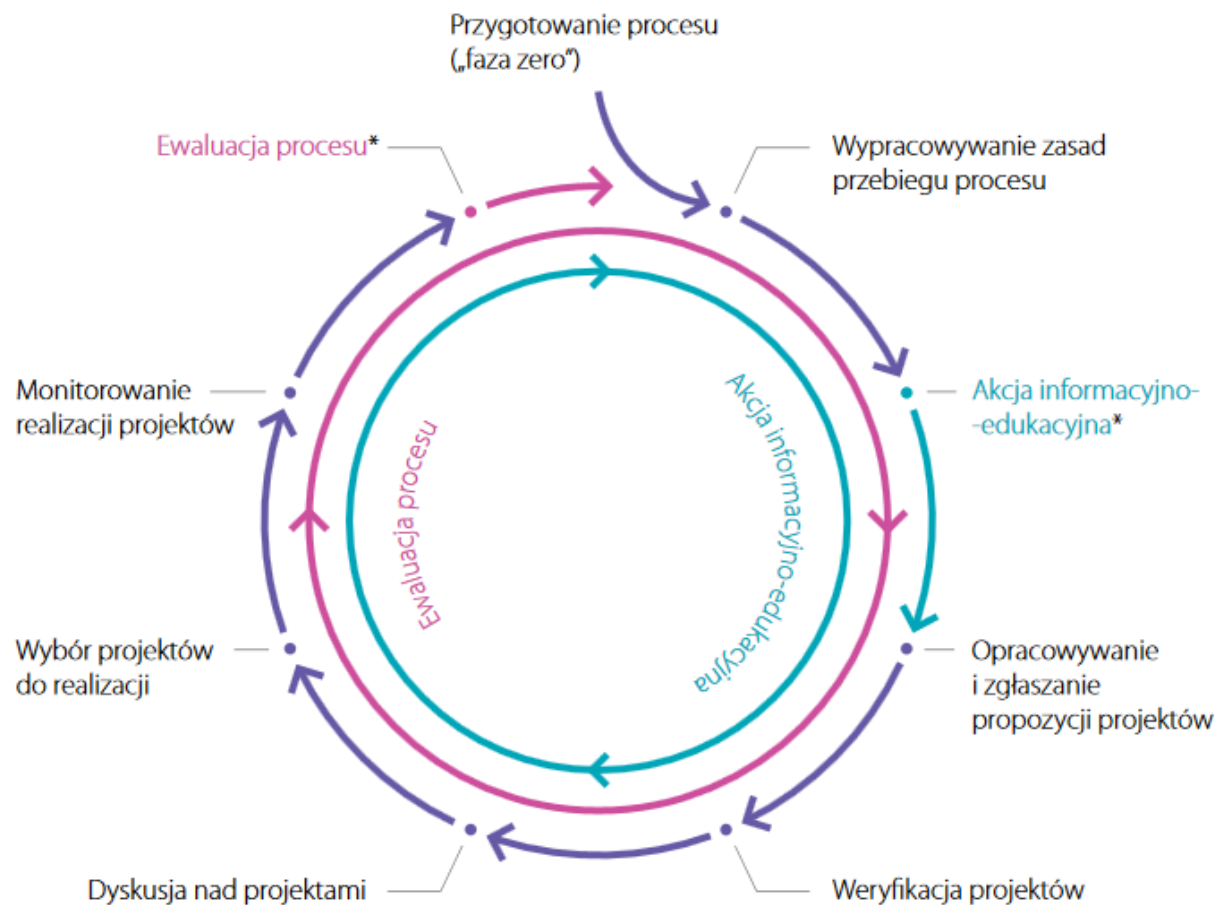 Przygotowanie procesu
(„faza zero”)
Wypracowywanie zasad
przebiegu procesu
Akcja informacyjno-
-edukacyjna*
Opracowywanie
i zgłaszanie
propozycji projektów
Weryfikacja projektów
Dyskusja nad projektami
Wybór projektów
do realizacji
Monitorowanie
realizacji projektów
Ewaluacja procesu*
Ewaluacja procesu
Akcja informacyjno-edukacyjna